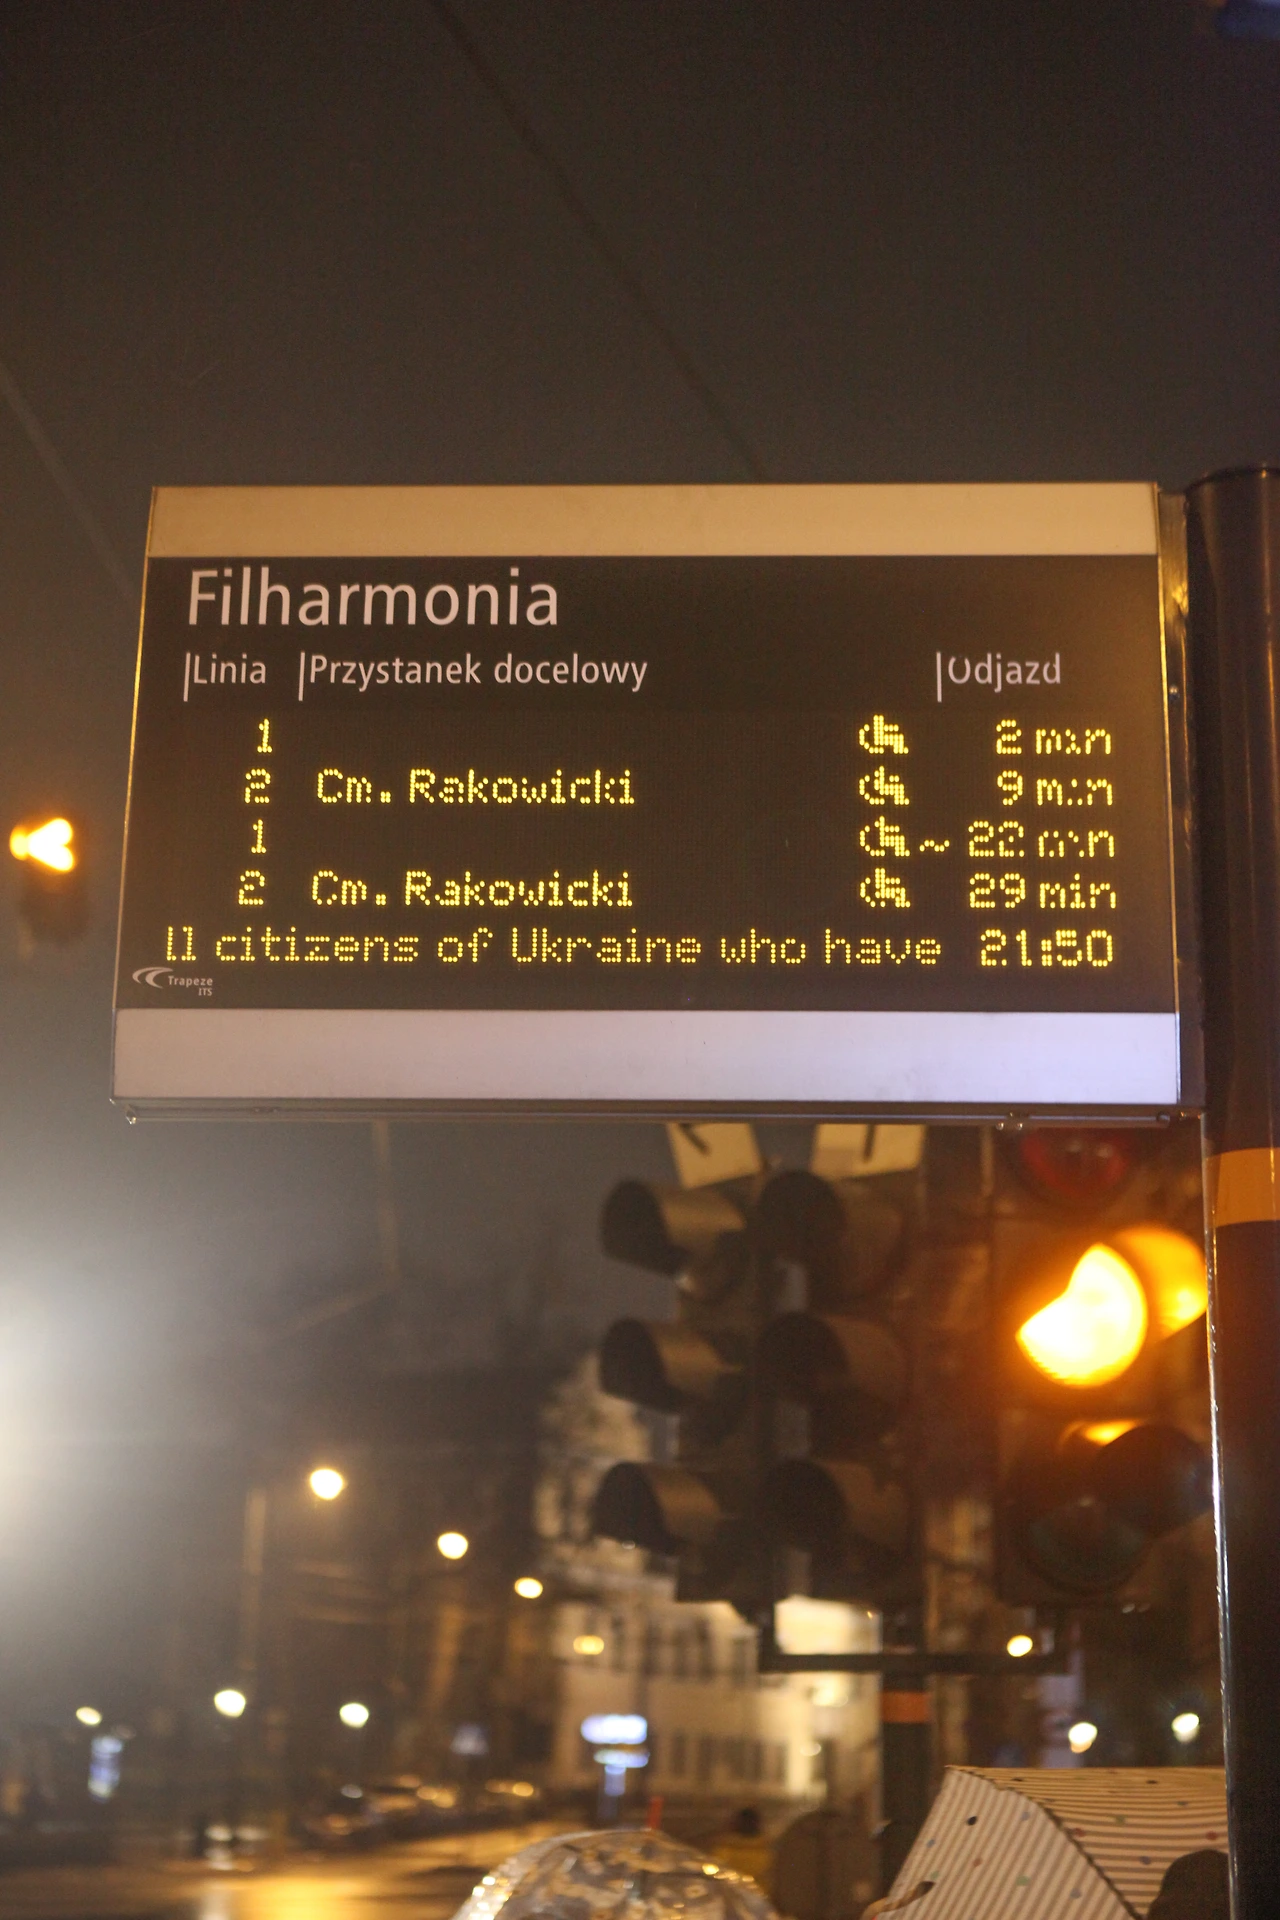 Filharmonia
Linia Przystanek docelowy Odjazd
1 2 min
2 Cm. Rakowicki 9 min
1 ~ 22 min
2 Cm. Rakowicki 29 min
ll citizens of Ukraine who have 21:50
Trapeze
ITS